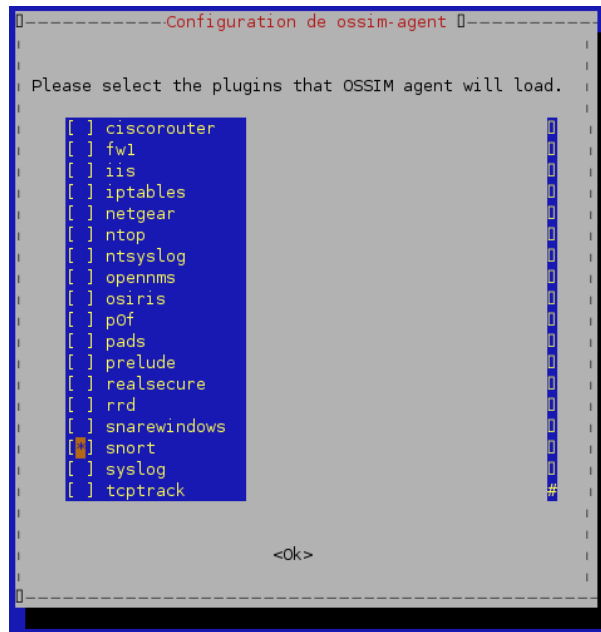 Configuration de ossim-agent
Please select the plugins that OSSIM agent will load.
[ ] ciscorouter
[ ] fw1
[ ] iis
[ ] iptables
[ ] netgear
[ ] ntop
[ ] ntsyslog
[ ] opennms
[ ] osiris
[ ] p0f
[ ] pads
[ ] prelude
[ ] realsecure
[ ] rrd
[ ] snarewindows
[*] snort
[ ] syslog
[ ] tcptrack #
<Ok>